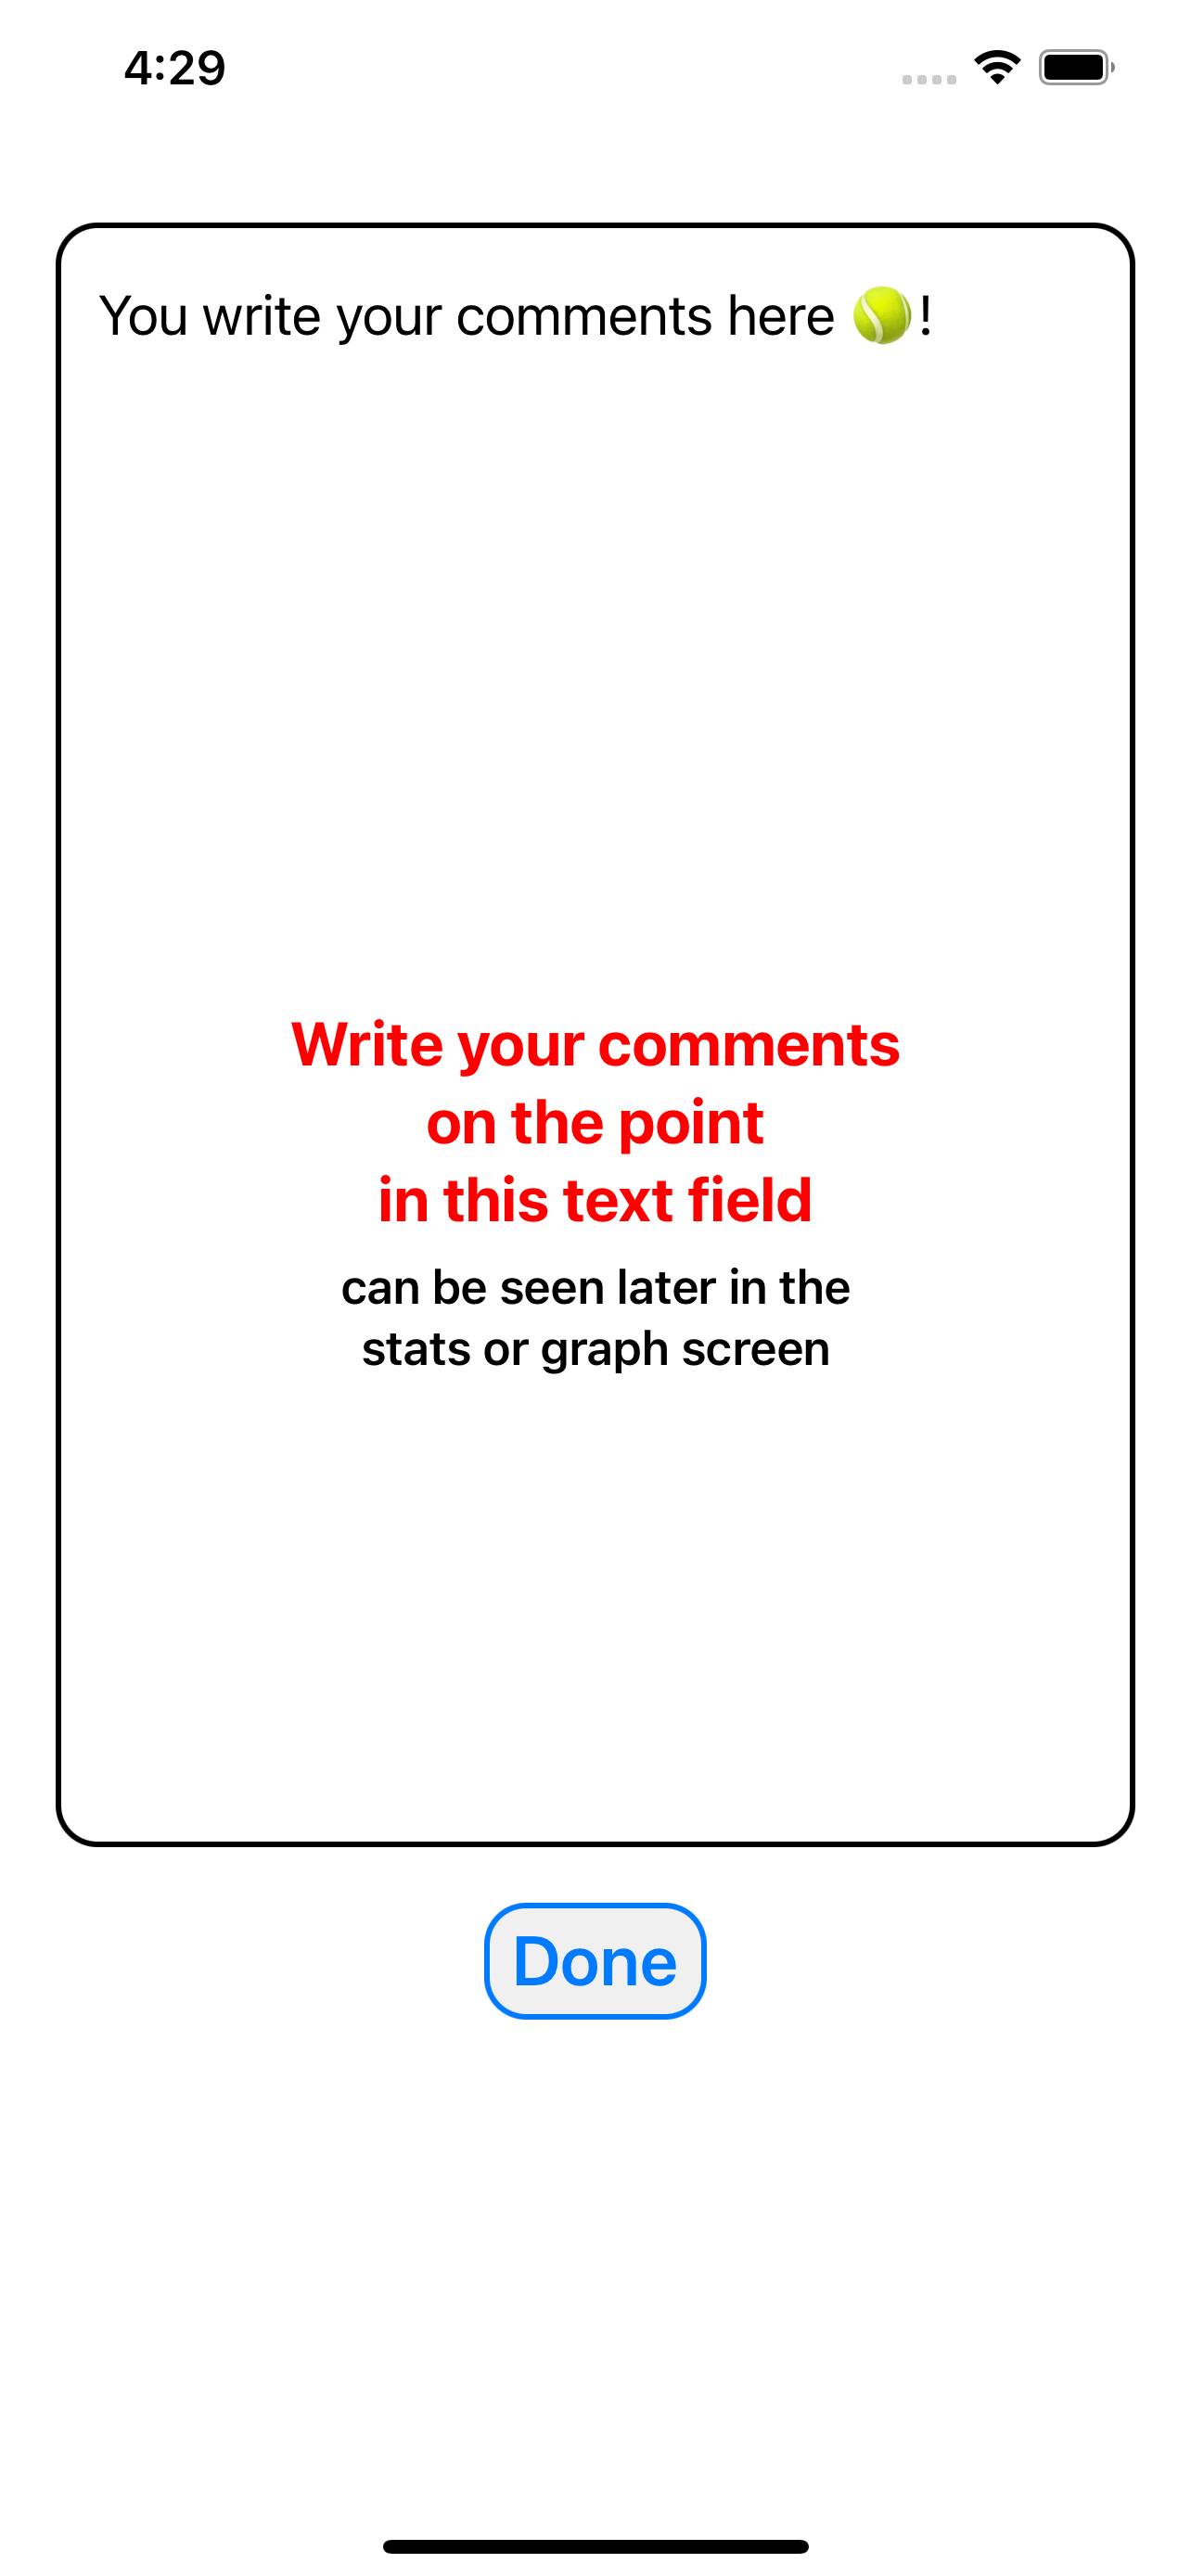 4:29
You write your comments here 🎾!
Write your comments
on the point
in this text field
can be seen later in the
stats or graph screen
Done